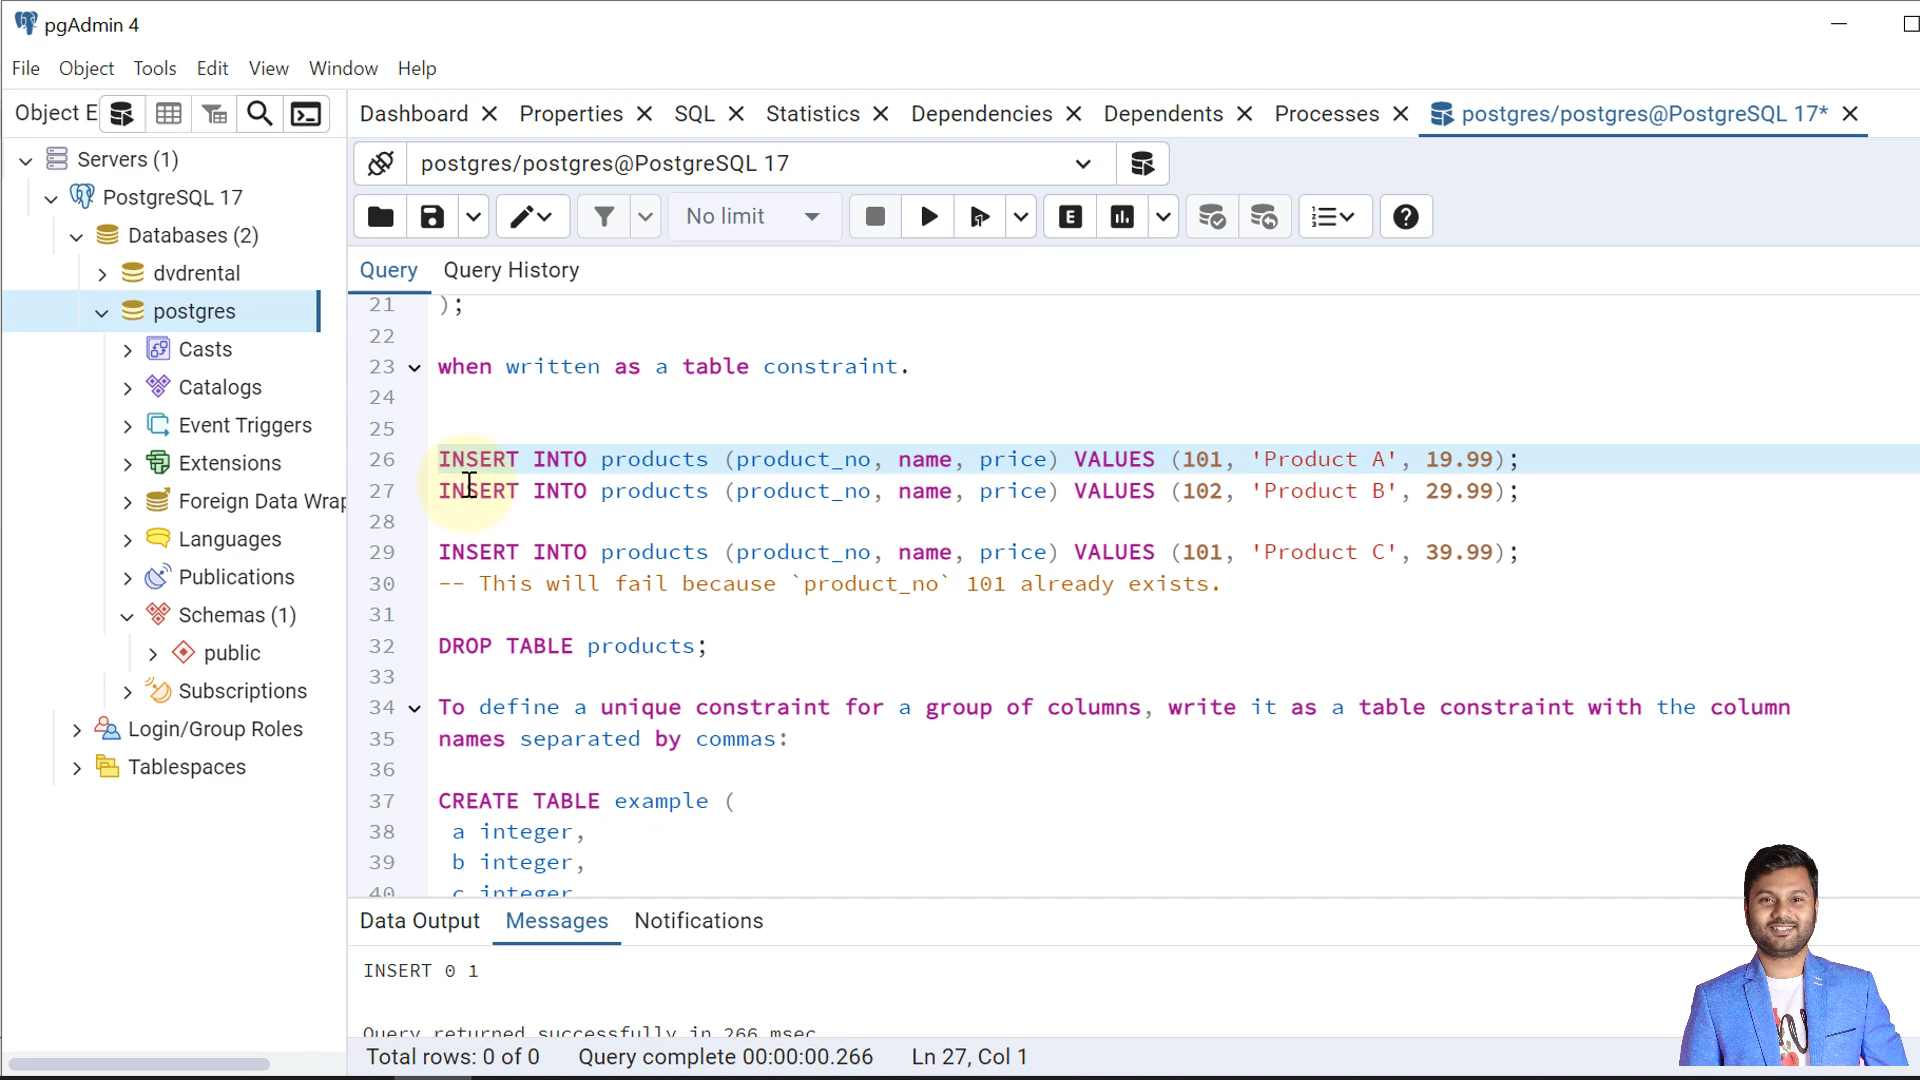 pgAdmin 4
File Object Tools Edit View Window Help
Object E
Dashboard Properties SQL Statistics Dependencies Dependents Processes postgres/postgres@PostgreSQL 17*
Servers (1)
PostgreSQL 17
Databases (2)
dvdrental
postgres
Casts
Catalogs
Event Triggers
Extensions
Foreign Data Wrap
Languages
Publications
Schemas (1)
public
Subscriptions
Login/Group Roles
Tablespaces
postgres/postgres@PostgreSQL 17
No limit
E
Query Query History
21 );
22
23 when written as a table constraint.
24
25
26 INSERT INTO products (product_no, name, price) VALUES (101, 'Product A', 19.99);
27 INSERT INTO products (product_no, name, price) VALUES (102, 'Product B', 29.99);
28
29 INSERT INTO products (product_no, name, price) VALUES (101, 'Product C', 39.99);
30 -- This will fail because `product_no` 101 already exists.
31
32 DROP TABLE products;
33
34 To define a unique constraint for a group of columns, write it as a table constraint with the column
35 names separated by commas:
36
37 CREATE TABLE example (
38 a integer,
39 b integer,
40 c integer
Data Output Messages Notifications
INSERT 0 1
Query returned successfully in 266 msec
Total rows: 0 of 0 Query complete 00:00:00.266 Ln 27, Col 1